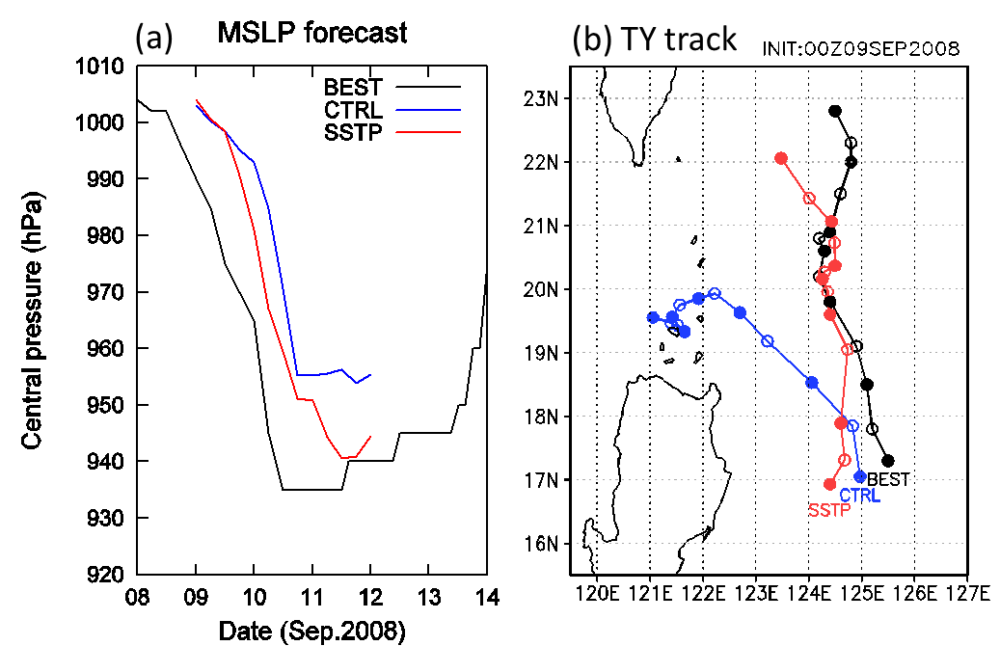 (a) MSLP forecast
BEST
CTRL
SSTP
1010
1000
990
980
970
960
950
940
930
920
Central pressure (hPa)
08 09 10 11 12 13 14
Date (Sep.2008)
(b) TY track
INIT:00Z09SEP2008
23N
22N
21N
20N
19N
18N
17N
16N
BEST
CTRL
SSTP
120E 121E 122E 123E 124E 125E 126E 127E